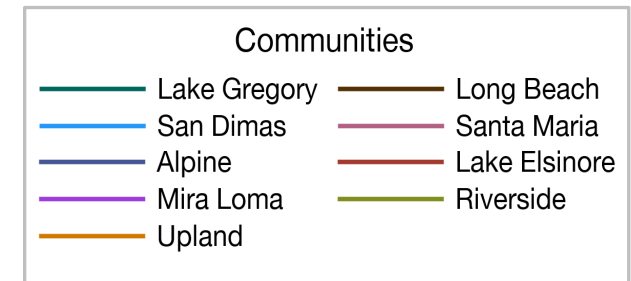 Communities
Lake Gregory Long Beach
San Dimas Santa Maria
Alpine Lake Elsinore
Mira Loma Riverside
Upland